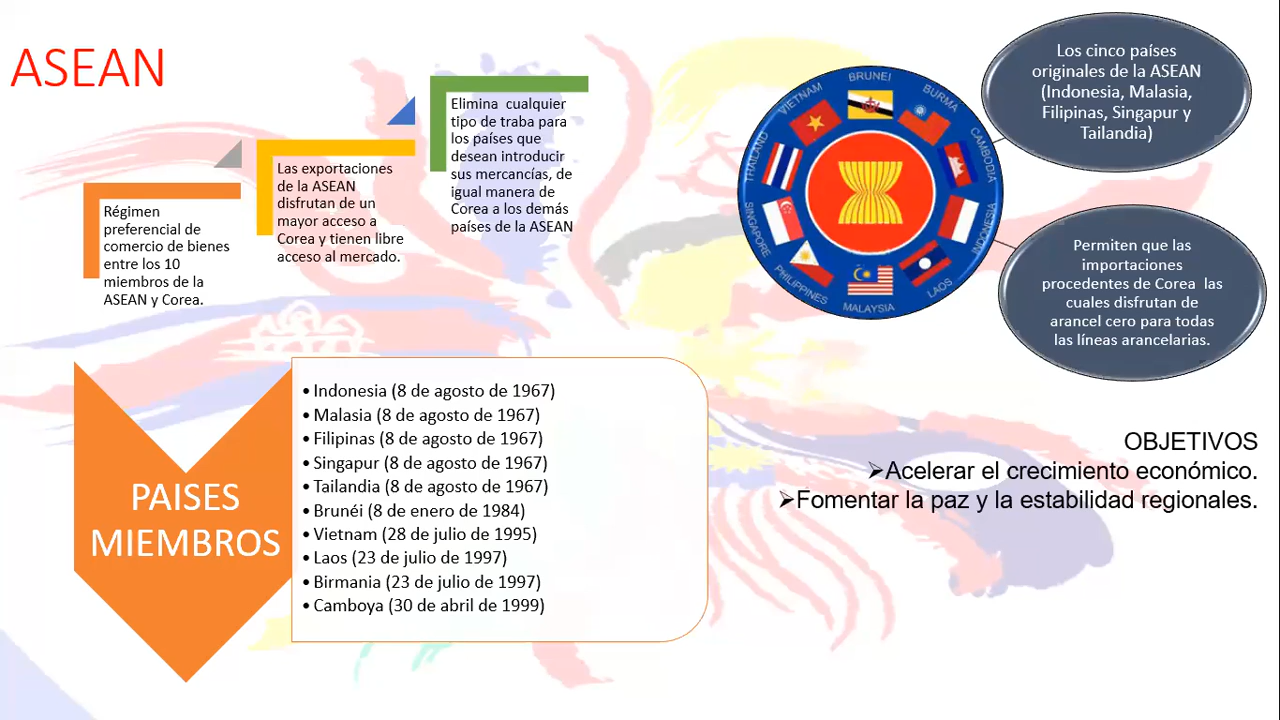 ASEAN
Régimen
preferencial de
comercio de bienes
entre los 10
miembros de la
ASEAN y Corea.
Las exportaciones
de la ASEAN
disfrutan de un
mayor acceso a
Corea y tienen libre
acceso al mercado.
Elimina cualquier
tipo de traba para
los países que
desean introducir
sus mercancías, de
igual manera de
Corea a los demás
países de la ASEAN
BRUNEI
BURMA
CAMBODIA
INDONESIA
LAOS
MALAYSIA
PHILIPPINES
SINGAPORE
THAILAND
VIETNAM
Los cinco países
originales de la ASEAN
(Indonesia, Malasia,
Filipinas, Singapur y
Tailandia)
Permiten que las
importaciones
procedentes de Corea las
cuales disfrutan de
arancel cero para todas
las líneas arancelarias.
PAISES
MIEMBROS
• Indonesia (8 de agosto de 1967)
• Malasia (8 de agosto de 1967)
• Filipinas (8 de agosto de 1967)
• Singapur (8 de agosto de 1967)
• Tailandia (8 de agosto de 1967)
• Brunéi (8 de enero de 1984)
• Vietnam (28 de julio de 1995)
• Laos (23 de julio de 1997)
• Birmania (23 de julio de 1997)
• Camboya (30 de abril de 1999)
OBJETIVOS
➢Acelerar el crecimiento económico.
➢Fomentar la paz y la estabilidad regionales.